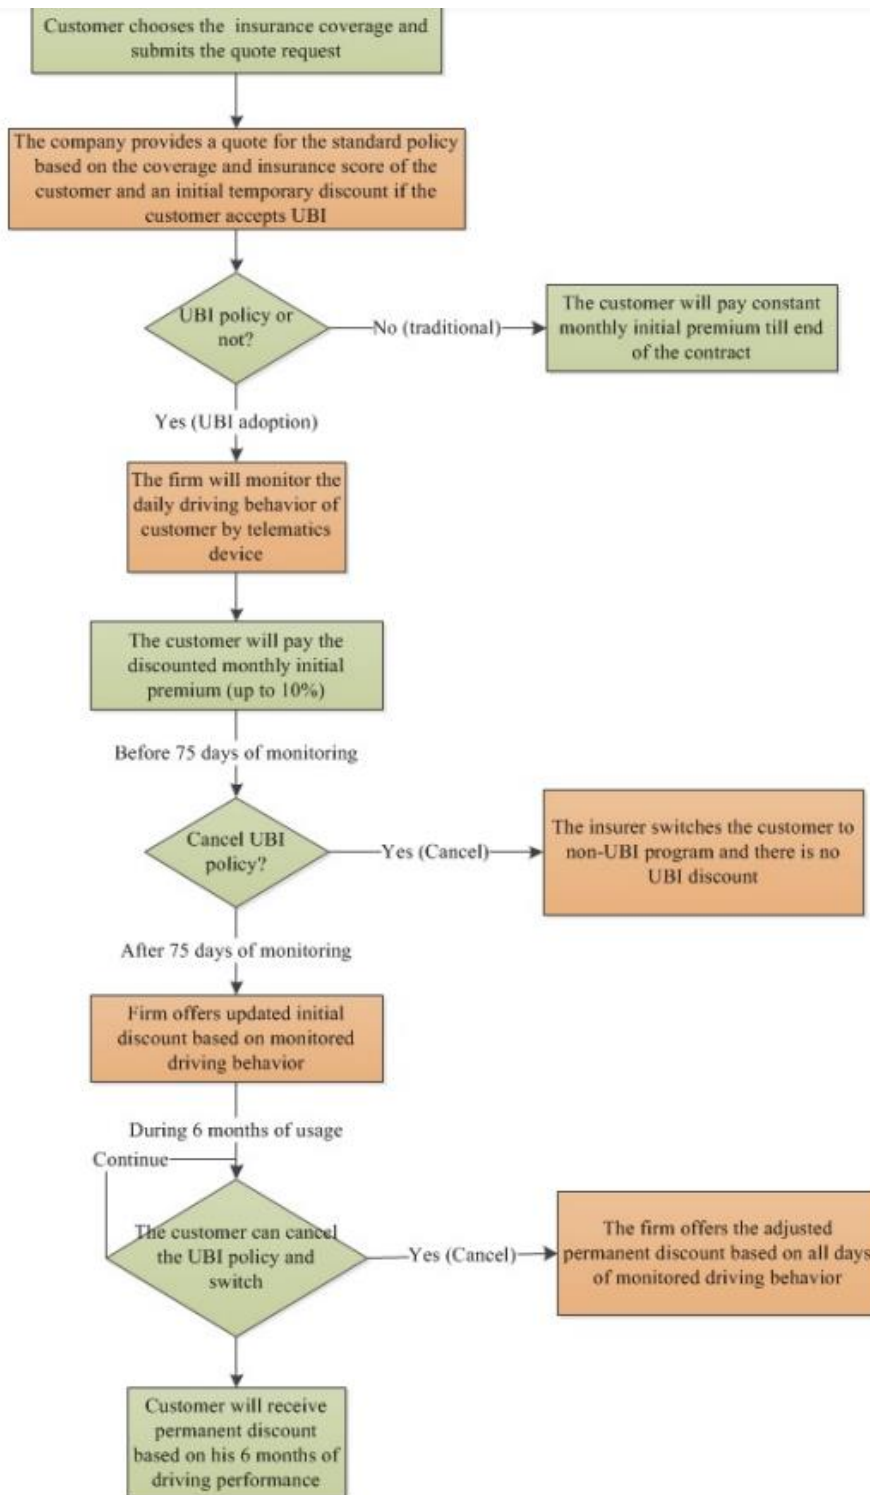 Customer chooses the insurance coverage and
submits the quote request
The company provides a quote for the standard policy
based on the coverage and insurance score of the
customer and an initial temporary discount if the
customer accepts UBI
UBI policy or
not?
No (traditional)
The customer will pay constant
monthly initial premium till end
of the contract
Yes (UBI adoption)
The firm will monitor the
daily driving behavior of
customer by telematics
device
The customer will pay the
discounted monthly initial
premium (up to 10%)
Before 75 days of monitoring
Cancel UBI
policy?
Yes (Cancel)
The insurer switches the customer to
non-UBI program and there is no
UBI discount
After 75 days of monitoring
Firm offers updated initial
discount based on monitored
driving behavior
During 6 months of usage
Continue
The customer can cancel
the UBI policy and
switch
Yes (Cancel)
The firm offers the adjusted
permanent discount based on all days
of monitored driving behavior
Customer will receive
permanent discount
based on his 6 months of
driving performance